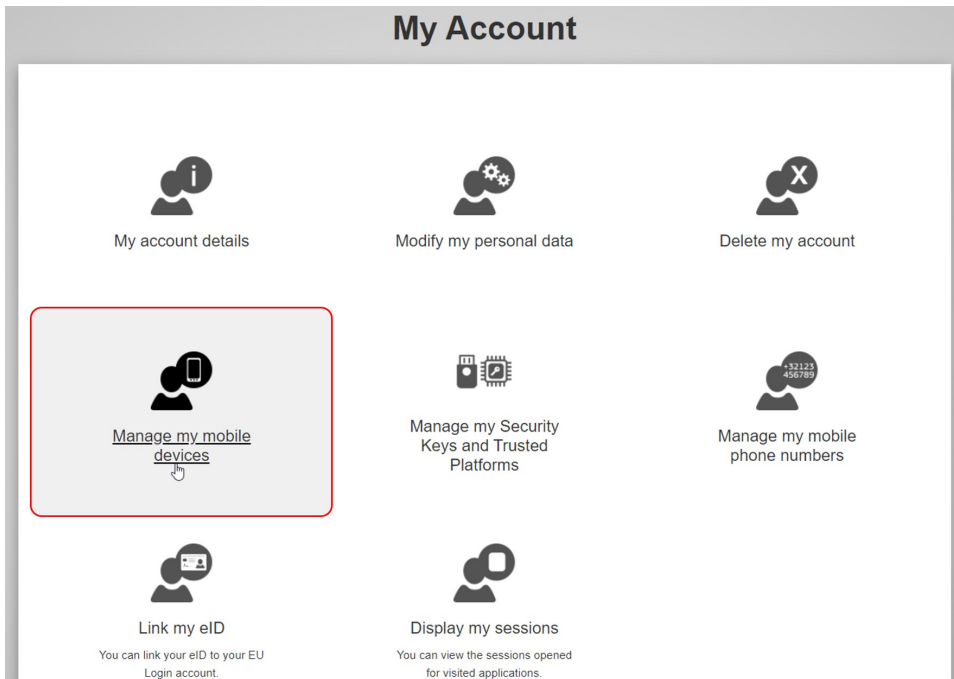 My Account
i
X
My account details
Modify my personal data
Delete my account
+32123
456789
Manage my mobile
devices
Manage my Security
Keys and Trusted
Platforms
Manage my mobile
phone numbers
Link my eID
You can link your eID to your EU
Login account.
Display my sessions
You can view the sessions opened
for visited applications.